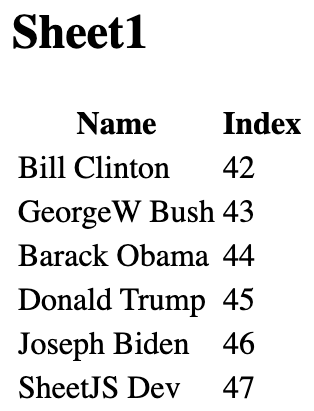 Sheet1
Name Index
Bill Clinton 42
GeorgeW Bush 43
Barack Obama 44
Donald Trump 45
Joseph Biden 46
SheetJS Dev 47